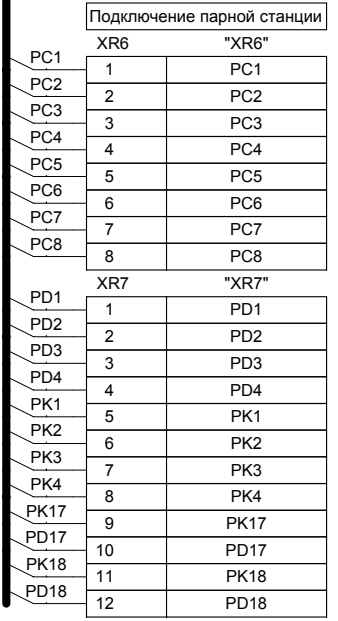 Подключение парной станции
XR6 "XR6"
PC1 1 PC1
PC2 2 PC2
PC3 3 PC3
PC4 4 PC4
PC5 5 PC5
PC6 6 PC6
PC7 7 PC7
PC8 8 PC8
XR7 "XR7"
PD1 1 PD1
PD2 2 PD2
PD3 3 PD3
PD4 4 PD4
PK1 5 PK1
PK2 6 PK2
PK3 7 PK3
PK4 8 PK4
PK17 9 PK17
PD17 10 PD17
PK18 11 PK18
PD18 12 PD18